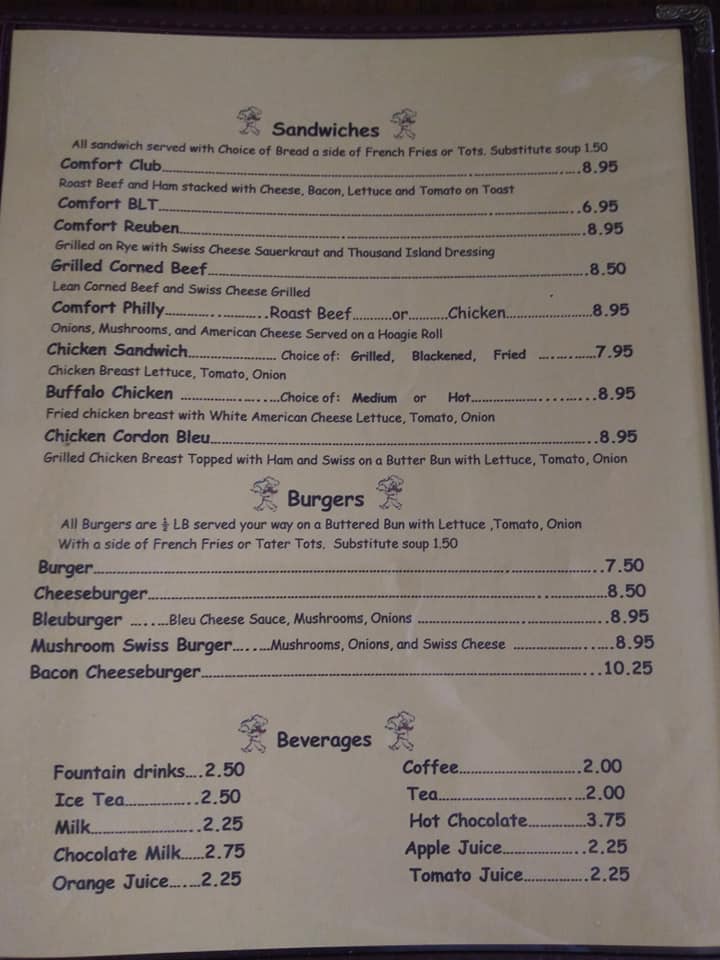 Sandwiches
All sandwich served with Choice of Bread a side of French Fries or Tots. Substitute soup 1.50
Comfort Club........................8.95
Roast Beef and Ham stacked with Cheese, Bacon, Lettuce and Tomato on Toast
Comfort BLT........................6.95
Comfort Reuben........................8.95
Grilled on Rye with Swiss Cheese Sauerkraut and Thousand Island Dressing
Grilled Corned Beef........................8.50
Lean Corned Beef and Swiss Cheese Grilled
Comfort Philly..................Roast Beef..........or..........Chicken......................8.95
Onions, Mushrooms, and American Cheese Served on a Hoagie Roll
Chicken Sandwich...................... Choice of: Grilled, Blackened, Fried ..............7.95
Chicken Breast Lettuce, Tomato, Onion
Buffalo Chicken ......................Choice of: Medium or Hot........................8.95
Fried chicken breast with White American Cheese Lettuce, Tomato, Onion
Chicken Cordon Bleu........................8.95
Grilled Chicken Breast Topped with Ham and Swiss on a Butter Bun with Lettuce, Tomato, Onion
Burgers
All Burgers are ½ LB served your way on a Buttered Bun with Lettuce ,Tomato, Onion
With a side of French Fries or Tater Tots. Substitute soup 1.50
Burger........................7.50
Cheeseburger........................8.50
Bleuburger ........Bleu Cheese Sauce, Mushrooms, Onions ........................8.95
Mushroom Swiss Burger........Mushrooms, Onions, and Swiss Cheese ........................8.95
Bacon Cheeseburger........................10.25
Beverages
Fountain drinks....2.50 Coffee........................2.00
Ice Tea................2.50 Tea........................2.00
Milk........................2.25 Hot Chocolate..............3.75
Chocolate Milk......2.75 Apple Juice..................2.25
Orange Juice.......2.25 Tomato Juice................2.25